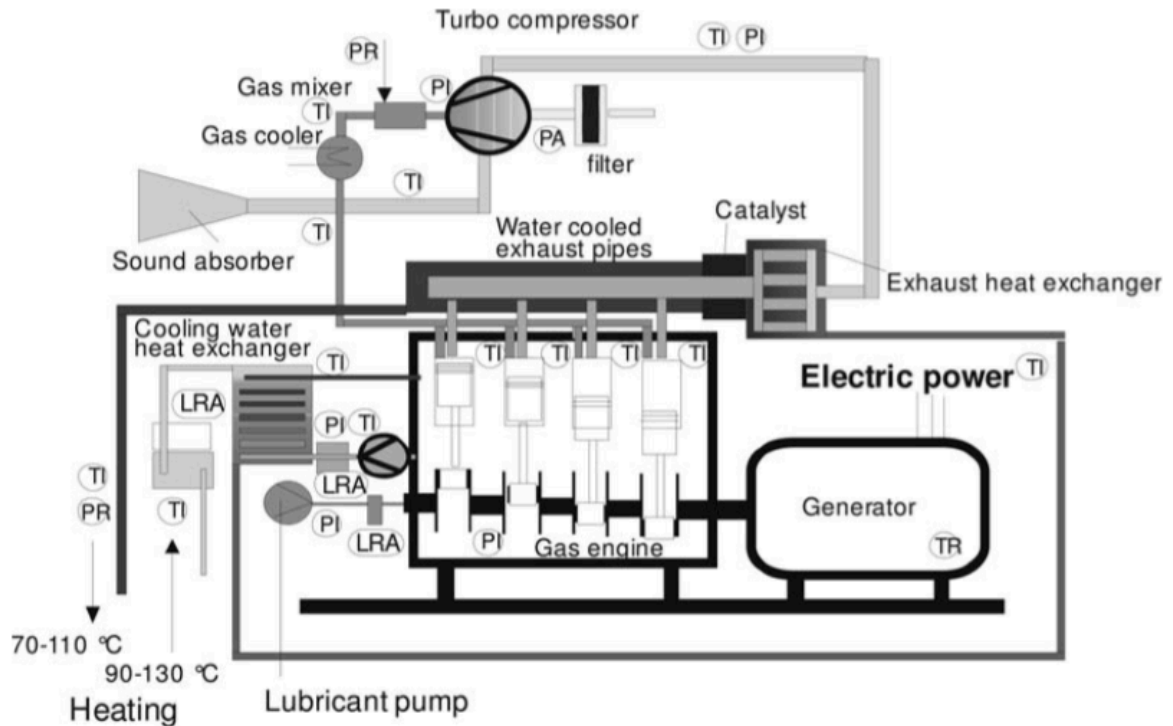 Turbo compressor
TI PI
PR
Gas mixer
PI
TI
Gas cooler
PA
filter
TI
TI
Sound absorber
Water cooled
exhaust pipes
Catalyst
Exhaust heat exchanger
Cooling water
heat exchanger
TI
TI
TI
TI
TI
Electric power
TI
LRA
PI
TI
LRA
TI
PR
TI
PI
LRA
PI
Gas engine
Generator
TR
70-110 °C
90-130 °C
Heating
Lubricant pump